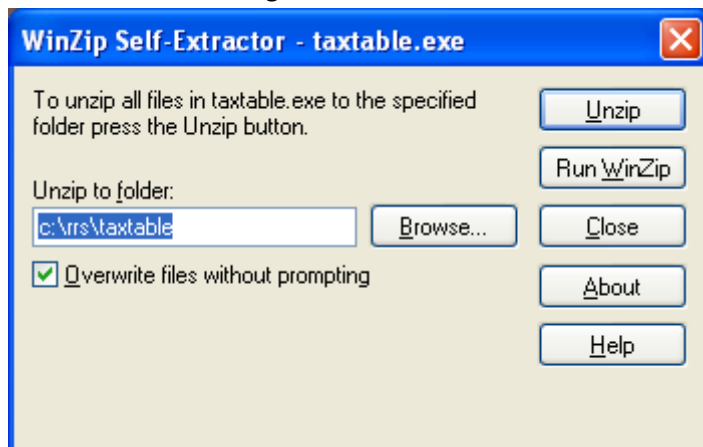 WinZip Self-Extractor - taxtable.exe
To unzip all files in taxtable.exe to the specified
folder press the Unzip button.
Unzip to folder:
c:\rrs\taxtable
Browse...
Overwrite files without prompting
Unzip
Run WinZip
Close
About
Help